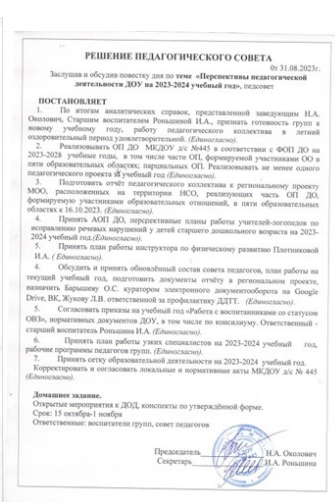 РЕШЕНИЕ ПЕДАГОГИЧЕСКОГО СОВЕТА
От 31.08.2023г.
Заслушав и обсудив повестку дня по теме «Перспективы педагогической
деятельности ДОУ на 2023-2024 учебный год», педсовет
ПОСТАНОВЛЯЕТ
1. По итогам аналитических справок, представленной заведующим Н.А.
Околович, Старшим воспитателем Роньшиной И.А., признать готовность групп к
новому учебному году, работу педагогического коллектива в летний
оздоровительный период удовлетворительной. (Единогласно).
2. Реализовывать ОП ДО МКДОУ д/с №445 в соответствии с ФОП ДО на
2023-2028 учебные годы, в том числе части ОП, формируемой участниками ОО в
пяти образовательных областях; парциальных ОП. Реализовывать не менее одного
педагогического проекта в учебный год (Единогласно).
3. Подготовить отчёт педагогического коллектива к региональному проекту
МОО, расположенных на территории НСО, реализующих часть ОП ДО,
формируемую участниками образовательных отношений, в пяти образовательных
областях к 16.10.2023. (Единогласно).
4. Принять АОП ДО, перспективные планы работы учителей-логопедов по
исправлению речевых нарушений у детей старшего дошкольного возраста на 2023-
2024 учебный год.(Единогласно).
5. Принять план работы инструктора по физическому развитию Плотниковой
И.А. ( Единогласно).
4. Обсудить и принять обновлённый состав совета педагогов, план работы на
текущий учебный год, подготовить документы отчёту в региональном проекте,
назначить Барышеву О.С. куратором электронного документооборота на Google
Drive, ВК, Жукову Л.В. ответственной за профилактику ДДТТ. (Единогласно).
5. Согласовать приказы на учебный год «Работа с воспитанниками со статусом
ОВЗ», нормативных документов ДОУ, в том числе по консилиуму. Ответственный -
старший воспитатель Роньшина И.А. (Единогласно).
6. Принять план работы узких специалистов на 2023-2024 учебный год,
рабочие программы педагогов групп. (Единогласно).
7. Принять сетку образовательной деятельности на 2023-2024 учебный год.
Корректировать и согласовать локальные и нормативные акты МКДОУ д/с № 445
(Единогласно).
Домашнее задание.
Открытые мероприятия к ДОД, конспекты по утверждённой форме.
Срок: 15 октября-1 ноября
Ответственные: воспитатели групп, совет педагогов
Председатель Н.А. Околович
Секретарь И.А. Роньшина